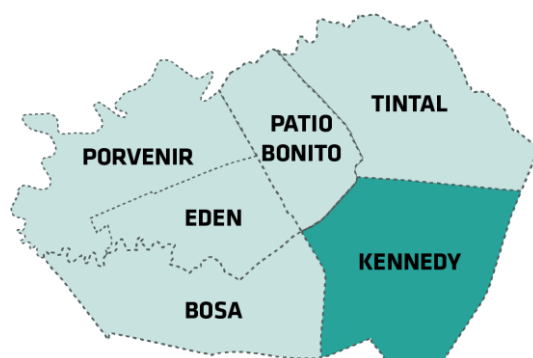 TINTAL
PATIO
BONITO
PORVENIR
EDEN
KENNEDY
BOSA